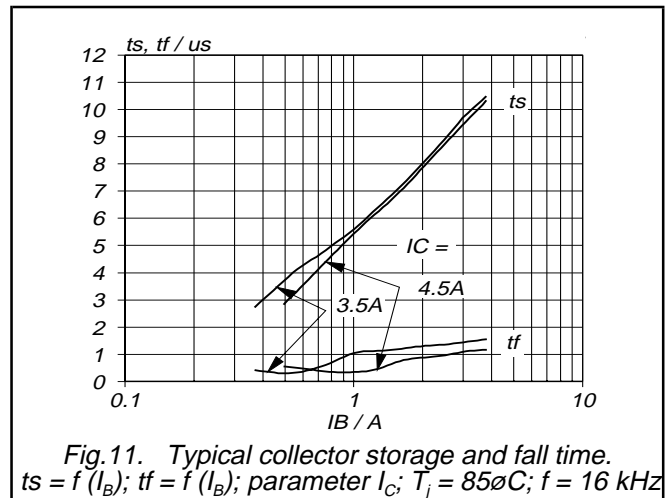 ts, tf / us
12
11
10
9
8
7
6
5
4
3
2
1
0
ts
IC =
3.5A
4.5A
tf
0.1
1
10
IB / A
Fig.11. Typical collector storage and fall time.
ts = f (IB); tf = f (IB); parameter IC; Tj = 85øC; f = 16 kHz